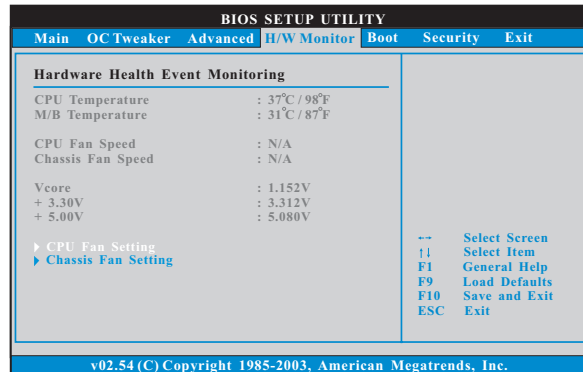 BIOS SETUP UTILITY
Main OC Tweaker Advanced H/W Monitor Boot Security Exit
Hardware Health Event Monitoring
CPU Temperature : 37°C / 98°F
M/B Temperature : 31°C / 87°F
CPU Fan Speed : N/A
Chassis Fan Speed : N/A
Vcore : 1.152V
+ 3.30V : 3.312V
+ 5.00V : 5.080V
CPU Fan Setting
Chassis Fan Setting
←→ Select Screen
↑↓ Select Item
F1 General Help
F9 Load Defaults
F10 Save and Exit
ESC Exit
v02.54 (C) Copyright 1985-2003, American Megatrends, Inc.